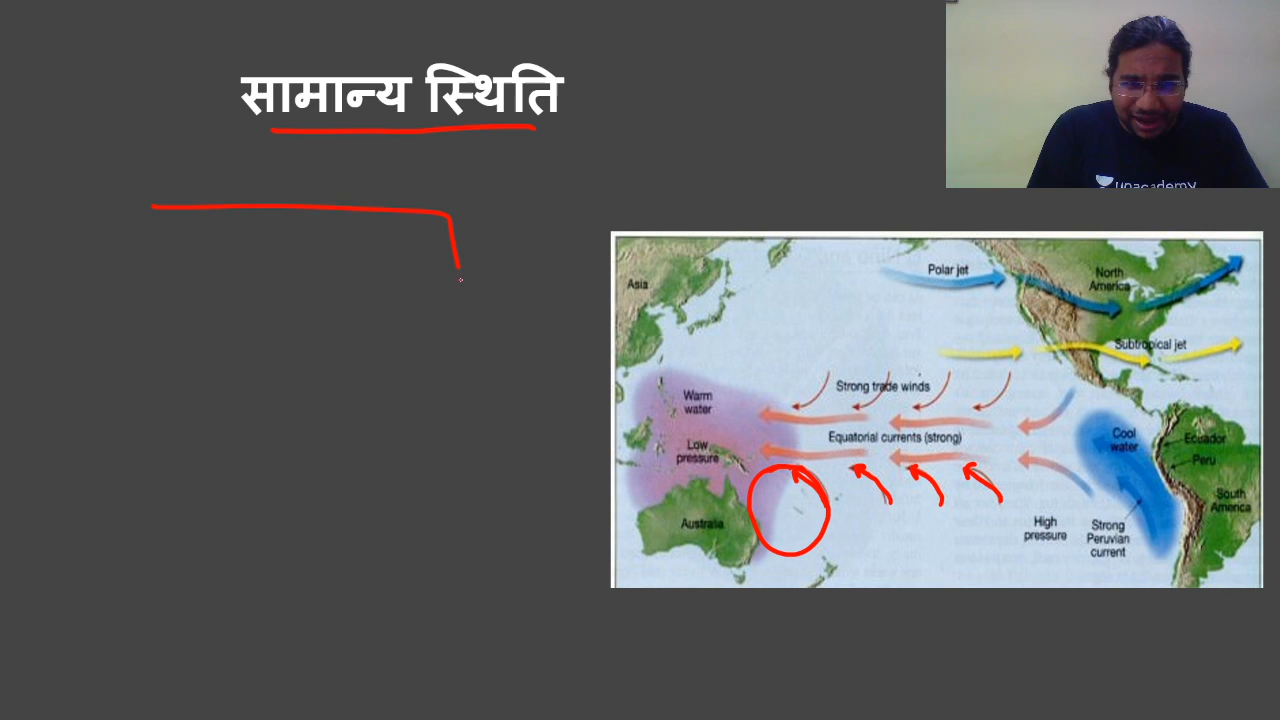 सामान्य स्थिति
unacademy
Asia
Polar jet
North
America
Subtropical jet
Strong trade winds
Warm
water
Equatorial currents (strong)
Cool
water
Ecuador
Low
pressure
Peru
South
America
Australia
High
pressure
Strong
Peruvian
current